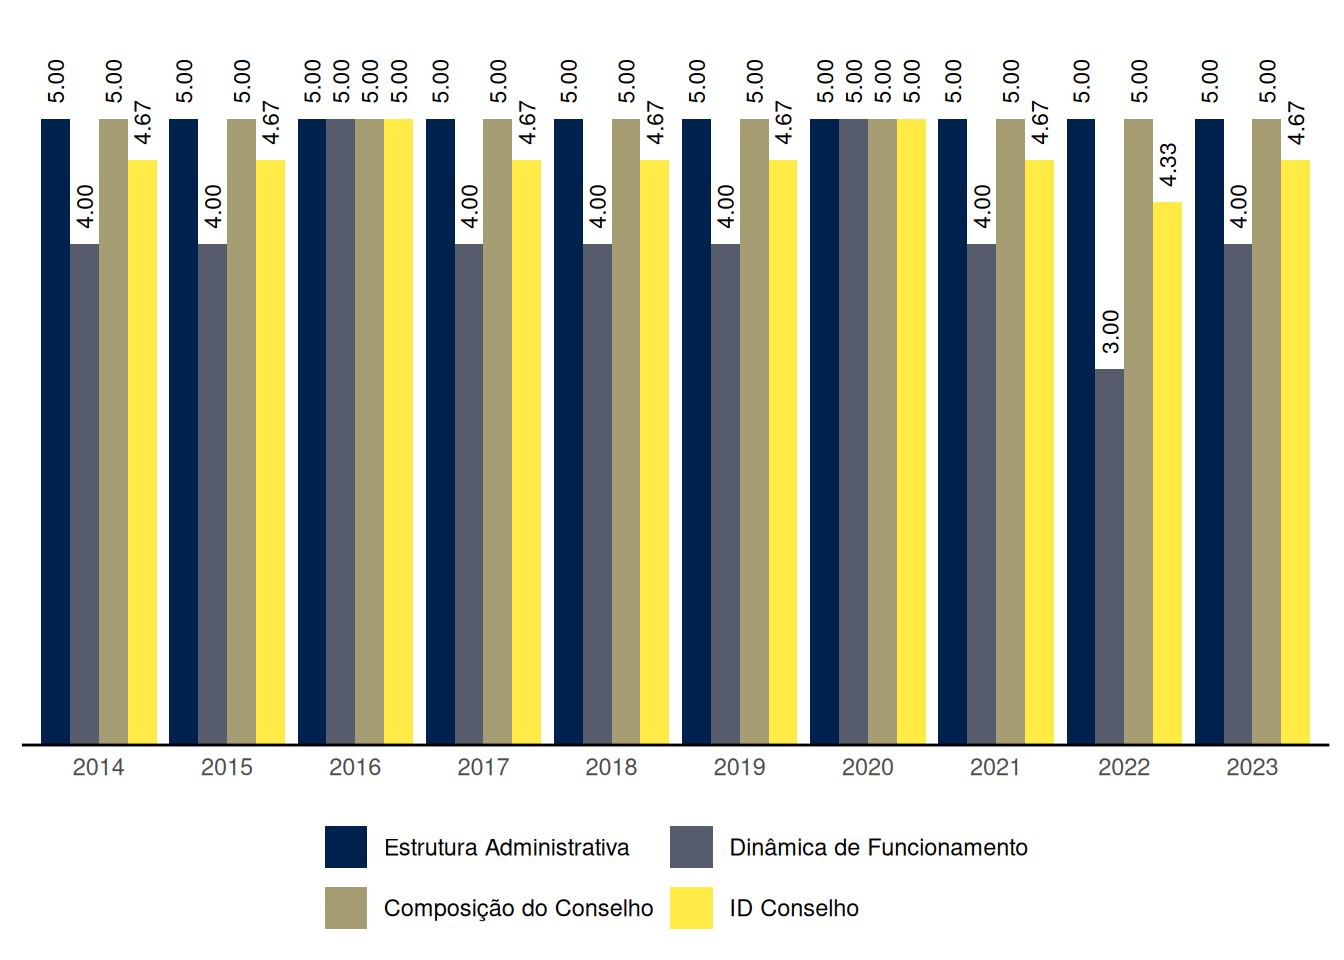 5.00 4.00 5.00 4.67 5.00 4.00 5.00 4.67 5.00 5.00 5.00 5.00 5.00 4.00 5.00 4.67 5.00 4.00 5.00 4.67 5.00 4.00 5.00 4.67 5.00 5.00 5.00 5.00 5.00 4.00 5.00 4.67 5.00 3.00 5.00 4.33 5.00 4.00 5.00 4.67
2014 2015 2016 2017 2018 2019 2020 2021 2022 2023
Estrutura Administrativa Dinâmica de Funcionamento
Composição do Conselho ID Conselho